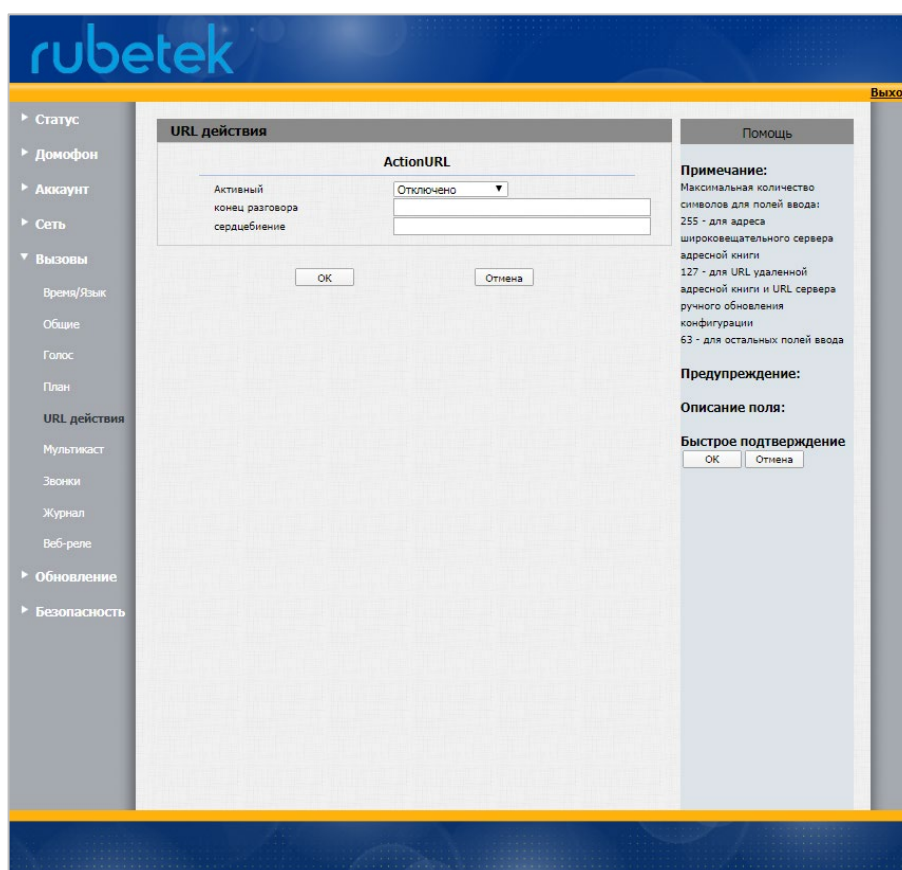 rubetek
Выхо
Статус
Домофон
Аккаунт
Сеть
Вызовы
Время/Язык
Общие
Голос
План
URL действия
Мультикаст
Звонки
Журнал
Веб-реле
Обновление
Безопасность
URL действия
ActionURL
Активный Отключено
конец разговора
сердцебиение
OK Отмена
Помощь
Примечание:
Максимальная количество
символов для полей ввода:
255 - для адреса
широковещательного сервера
адресной книги
127 - для URL удаленной
адресной книги и URL сервера
ручного обновления
конфигурации
63 - для остальных полей ввода
Предупреждение:
Описание поля:
Быстрое подтверждение
OK Отмена